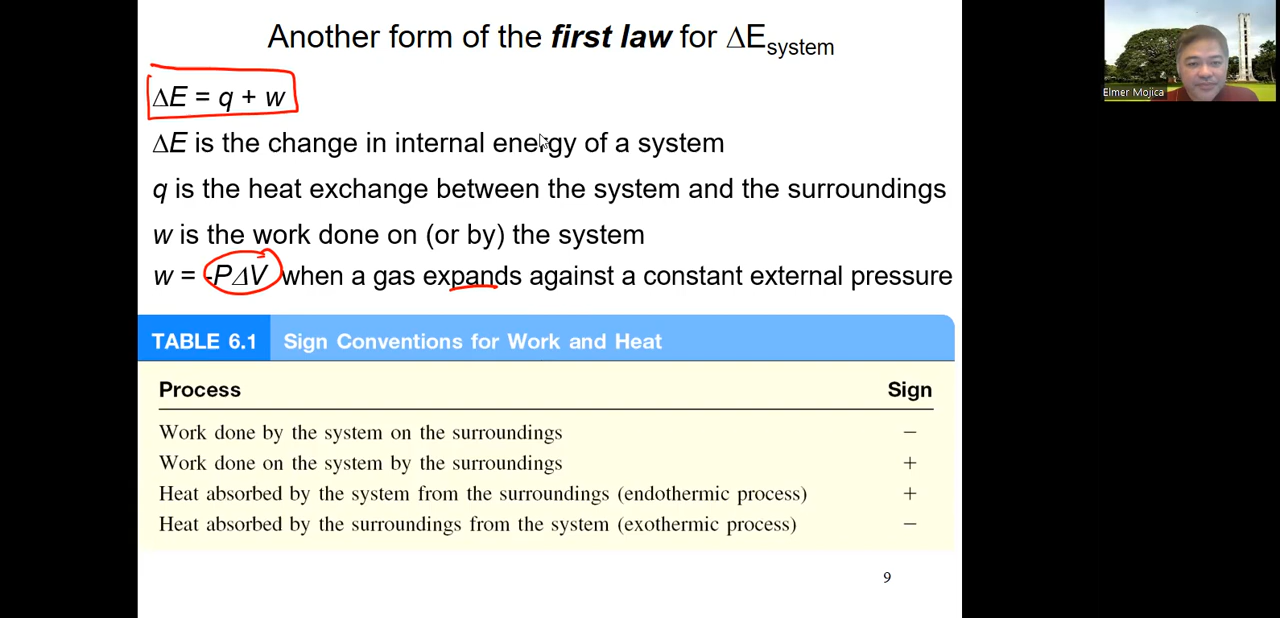 Another form of the first law for ΔEsystem
ΔE = q + w
ΔE is the change in internal energy of a system
q is the heat exchange between the system and the surroundings
w is the work done on (or by) the system
w = -PΔV when a gas expands against a constant external pressure
TABLE 6.1 Sign Conventions for Work and Heat
Process Sign
Work done by the system on the surroundings −
Work done on the system by the surroundings +
Heat absorbed by the system from the surroundings (endothermic process) +
Heat absorbed by the surroundings from the system (exothermic process) −
9
Elmer Mojica